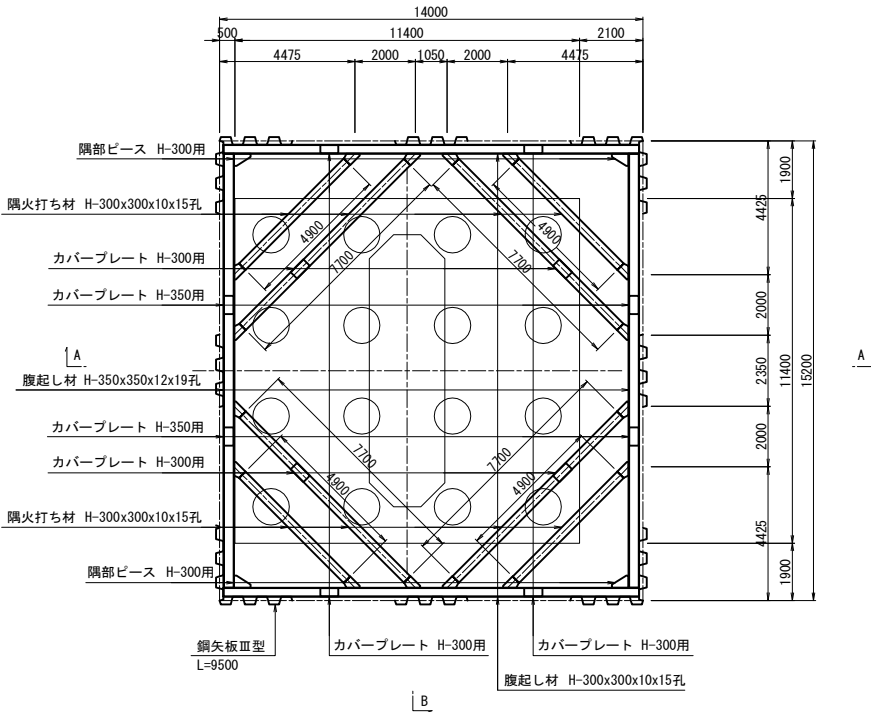 14000
500
11400
2100
4475
2000
1050
2000
4475
隅部ピース H-300用
隅火打ち材 H-300x300x10x15孔
カバープレート H-300用
カバープレート H-350用
A
A
腹起し材 H-350x350x12x19孔
カバープレート H-350用
カバープレート H-300用
隅火打ち材 H-300x300x10x15孔
隅部ピース H-300用
4900
7700
4900
7700
7700
4900
7700
4900
1900
4425
2000
2350
11400
15200
2000
4425
1900
鋼矢板Ⅲ型
L=9500
カバープレート H-300用
カバープレート H-300用
腹起し材 H-300x300x10x15孔
B